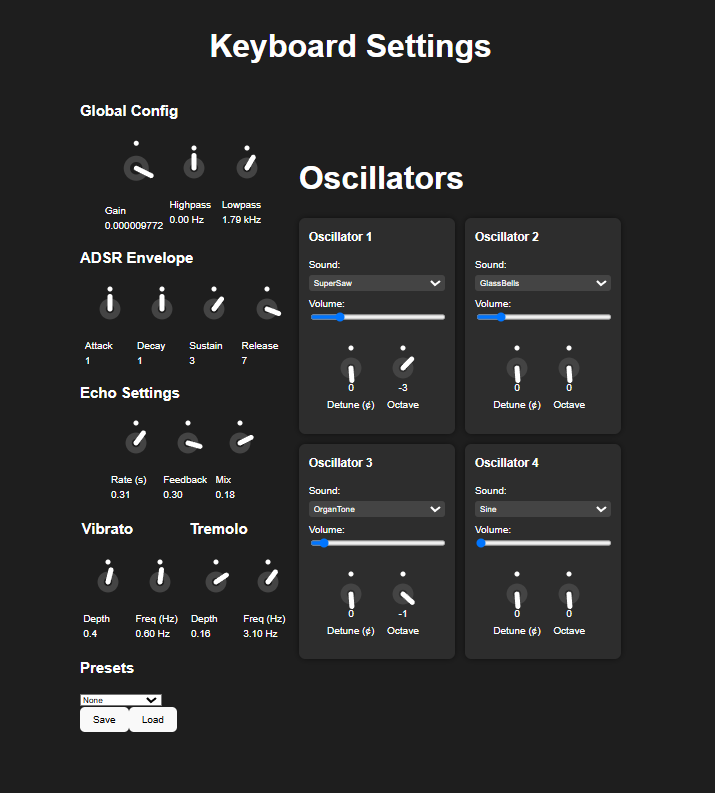 Keyboard Settings
Global Config
Gain
0.000009772
Highpass
0.00 Hz
Lowpass
1.79 kHz
ADSR Envelope
Attack
1
Decay
1
Sustain
3
Release
7
Echo Settings
Rate (s)
0.31
Feedback
0.30
Mix
0.18
Vibrato
Depth
0.4
Freq (Hz)
0.60 Hz
Tremolo
Depth
0.16
Freq (Hz)
3.10 Hz
Presets
None
Save
Load
Oscillators
Oscillator 1
Sound:
SuperSaw
Volume:
0
Detune (¢)
-3
Octave
Oscillator 2
Sound:
GlassBells
Volume:
0
Detune (¢)
0
Octave
Oscillator 3
Sound:
OrganTone
Volume:
0
Detune (¢)
-1
Octave
Oscillator 4
Sound:
Sine
Volume:
0
Detune (¢)
0
Octave